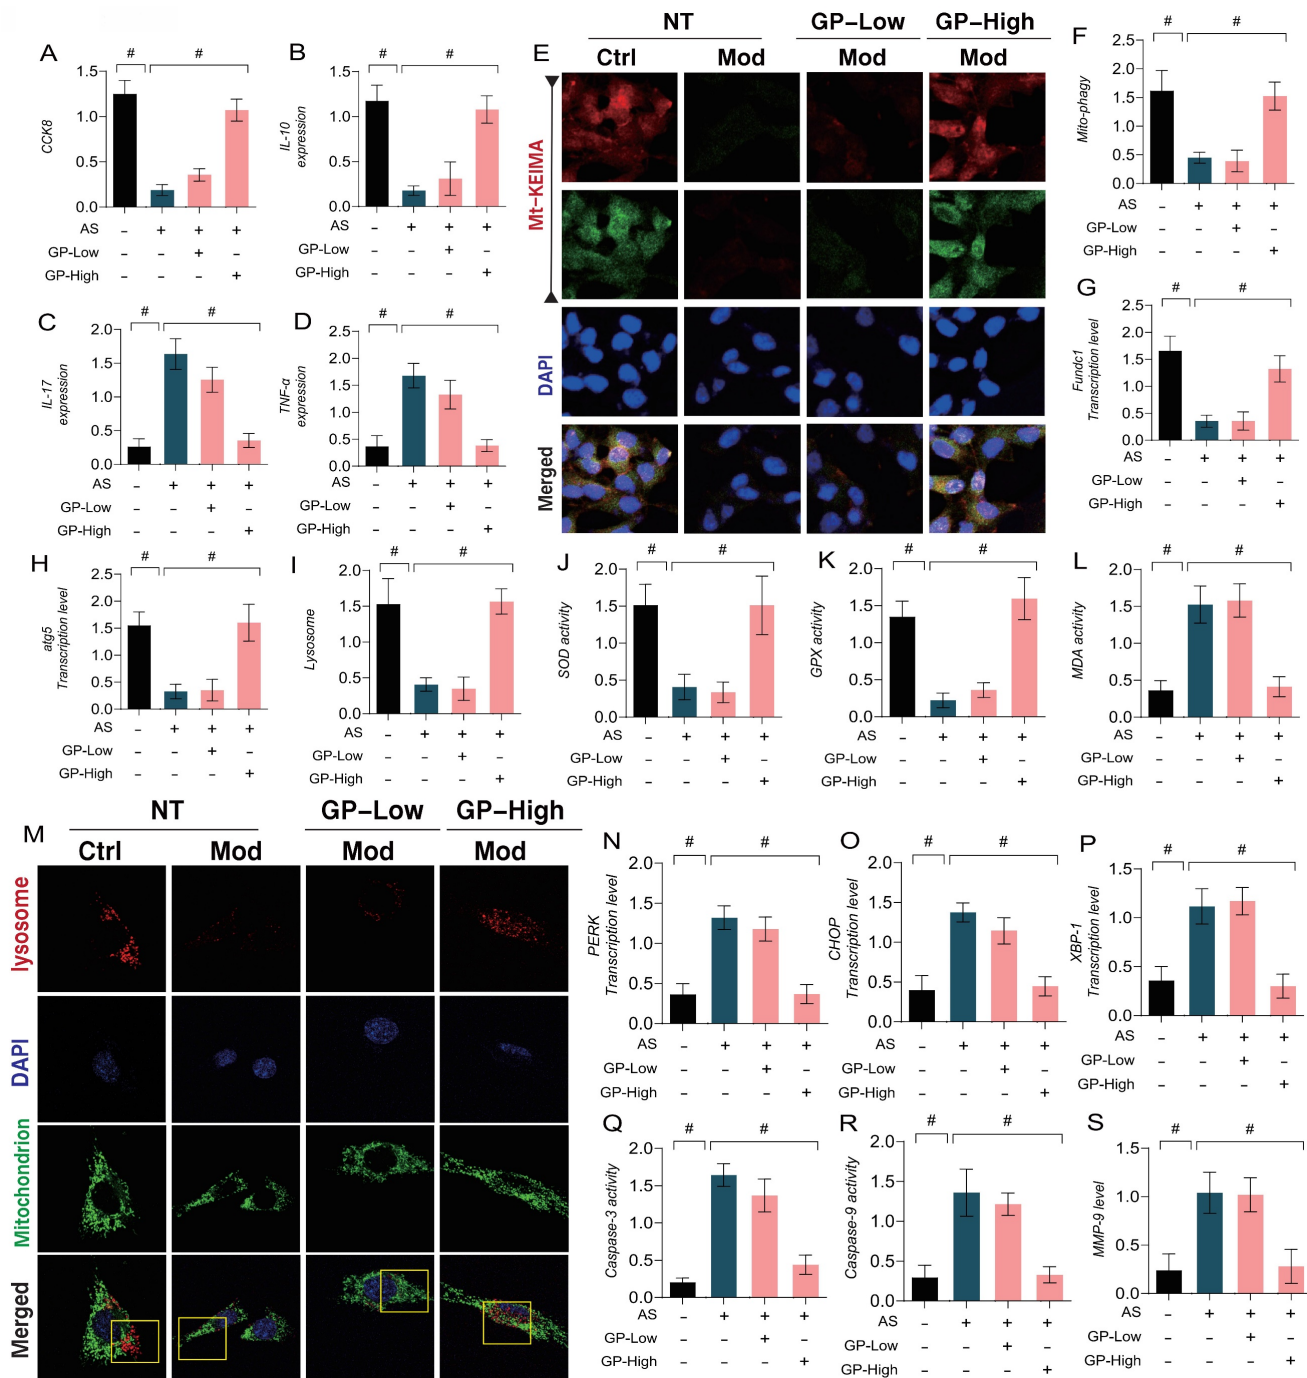 A
#
#
CCK8
1.5
1.0
0.5
0.0
AS – + + +
GP-Low – – + –
GP-High – – – +
B
#
#
IL-10
expression
1.5
1.0
0.5
0.0
AS – + + +
GP-Low – – + –
GP-High – – – +
C
#
#
IL-17
expression
2.0
1.5
1.0
0.5
0.0
AS – + + +
GP-Low – – + –
GP-High – – – +
D
#
#
TNF-α
expression
2.5
2.0
1.5
1.0
0.5
0.0
AS – + + +
GP-Low – – + –
GP-High – – – +
E
NT GP–Low GP–High
Ctrl Mod Mod Mod
Mt–KEIMA
DAPI
Merged
F
#
#
Mito-phagy
2.5
2.0
1.5
1.0
0.5
0.0
AS – + + +
GP-Low – – + –
GP-High – – – +
G
#
#
Fundc1
Transcription level
2.5
2.0
1.5
1.0
0.5
0.0
AS – + + +
GP-Low – – + –
GP-High – – – +
H
#
#
atg5
Transcription level
2.5
2.0
1.5
1.0
0.5
0.0
AS – + + +
GP-Low – – + –
GP-High – – – +
I
#
#
Lysosome
2.0
1.5
1.0
0.5
0.0
AS – + + +
GP-Low – – + –
GP-High – – – +
J
#
#
SOD activity
2.0
1.5
1.0
0.5
0.0
AS – + + +
GP-Low – – + –
GP-High – – – +
K
#
#
GPX activity
2.0
1.5
1.0
0.5
0.0
AS – + + +
GP-Low – – + –
GP-High – – – +
L
#
#
MDA activity
2.0
1.5
1.0
0.5
0.0
AS – + + +
GP-Low – – + –
GP-High – – – +
M
NT GP–Low GP–High
Ctrl Mod Mod Mod
lysosome
DAPI
Mitochondrion
Merged
N
#
#
PERK
Transcription level
2.0
1.5
1.0
0.5
0.0
AS – + + +
GP-Low – – + –
GP-High – – – +
O
#
#
CHOP
Transcription level
2.0
1.5
1.0
0.5
0.0
AS – + + +
GP-Low – – + –
GP-High – – – +
P
#
#
XBP-1
Transcription level
1.5
1.0
0.5
0.0
AS – + + +
GP-Low – – + –
GP-High – – – +
Q
#
#
Caspase-3 activity
2.0
1.5
1.0
0.5
0.0
AS – + + +
GP-Low – – + –
GP-High – – – +
R
#
#
Caspase-9 activity
2.0
1.5
1.0
0.5
0.0
AS – + + +
GP-Low – – + –
GP-High – – – +
S
#
#
MMP-9 level
1.5
1.0
0.5
0.0
AS – + + +
GP-Low – – + –
GP-High – – – +